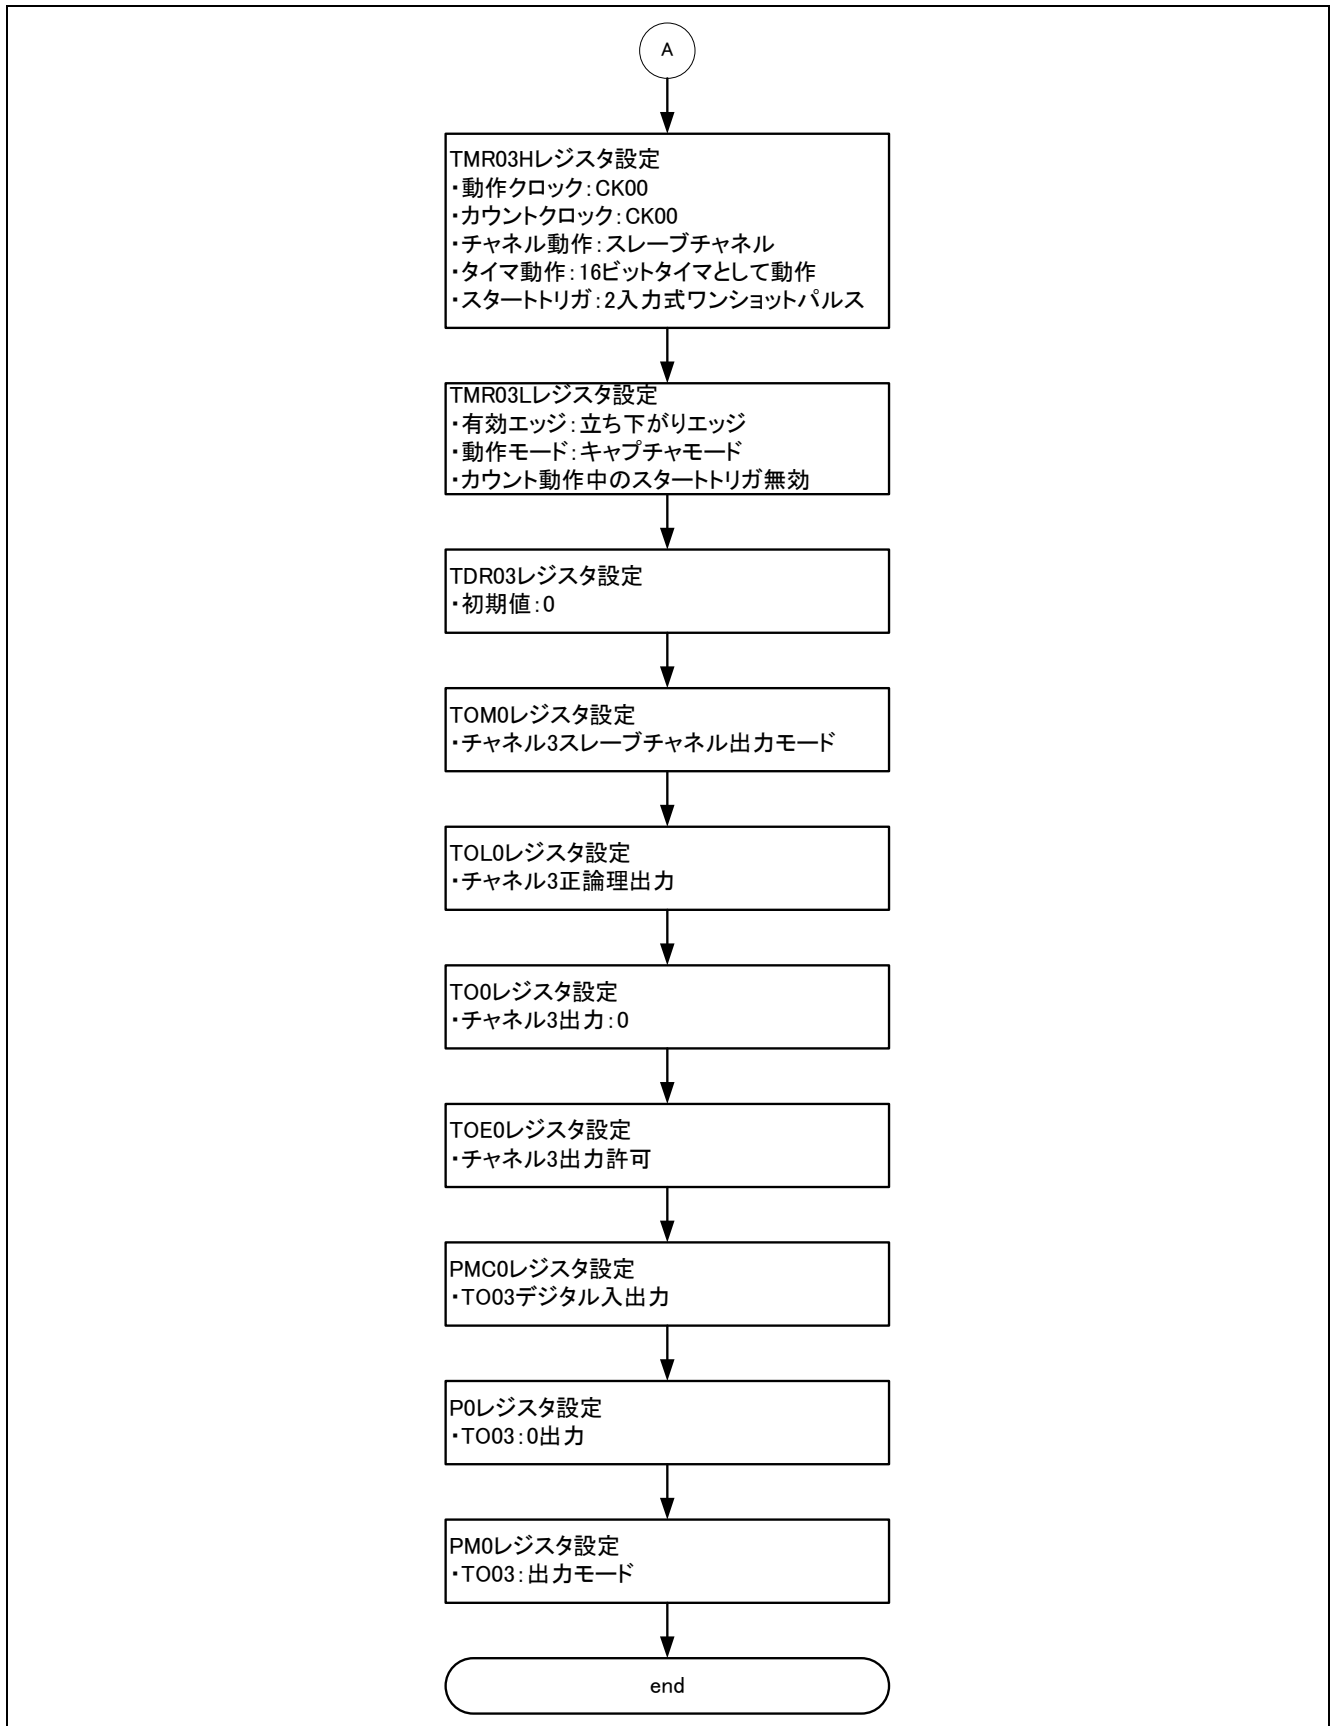 A
TMR03Hレジスタ設定
・動作クロック：CK00
・カウントクロック：CK00
・チャネル動作：スレーブチャネル
・タイマ動作：16ビットタイマとして動作
・スタートトリガ：2入力式ワンショットパルス
TMR03Lレジスタ設定
・有効エッジ：立ち下がりエッジ
・動作モード：キャプチャモード
・カウント動作中のスタートトリガ無効
TDR03レジスタ設定
・初期値：0
TOM0レジスタ設定
・チャネル3スレーブチャネル出力モード
TOL0レジスタ設定
・チャネル3正論理出力
TO0レジスタ設定
・チャネル3出力：0
TOE0レジスタ設定
・チャネル3出力許可
PMC0レジスタ設定
・TO03デジタル入出力
P0レジスタ設定
・TO03：0出力
PM0レジスタ設定
・TO03：出力モード
end